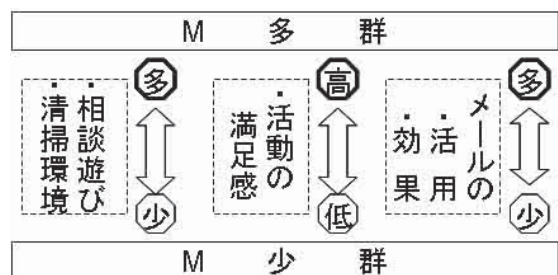 M 多 群
多
・相談遊び
・清掃環境
少
高
・活動の
満足感
低
多
メールの
・活用
・効果
少
M 少 群